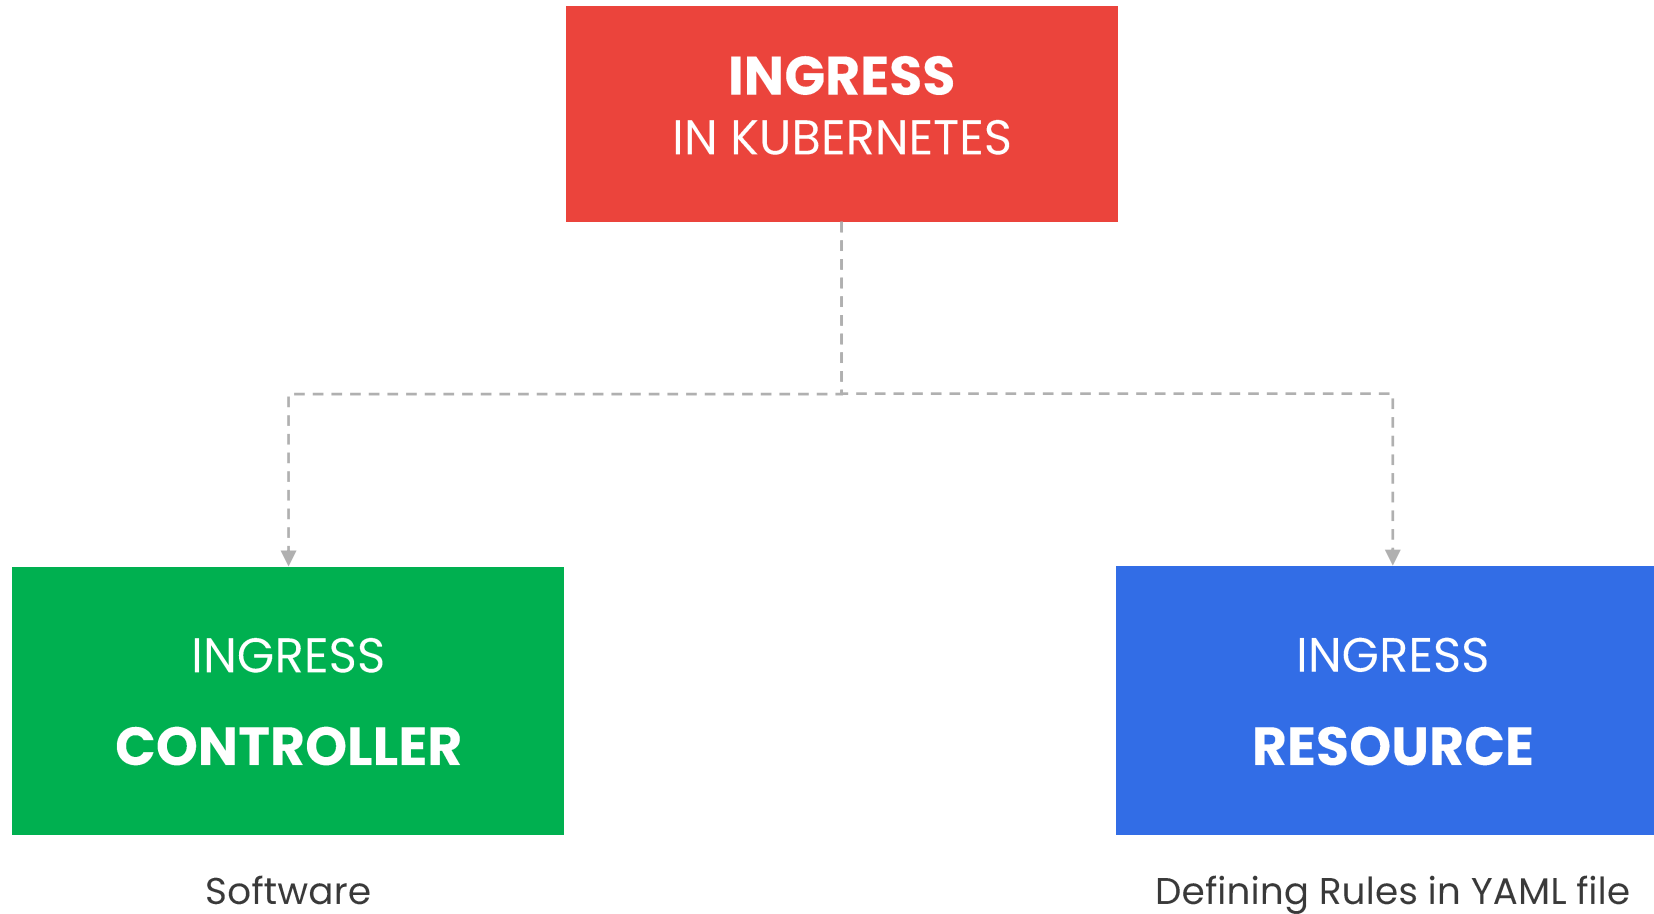 INGRESS
IN KUBERNETES
INGRESS
CONTROLLER
Software
INGRESS
RESOURCE
Defining Rules in YAML file